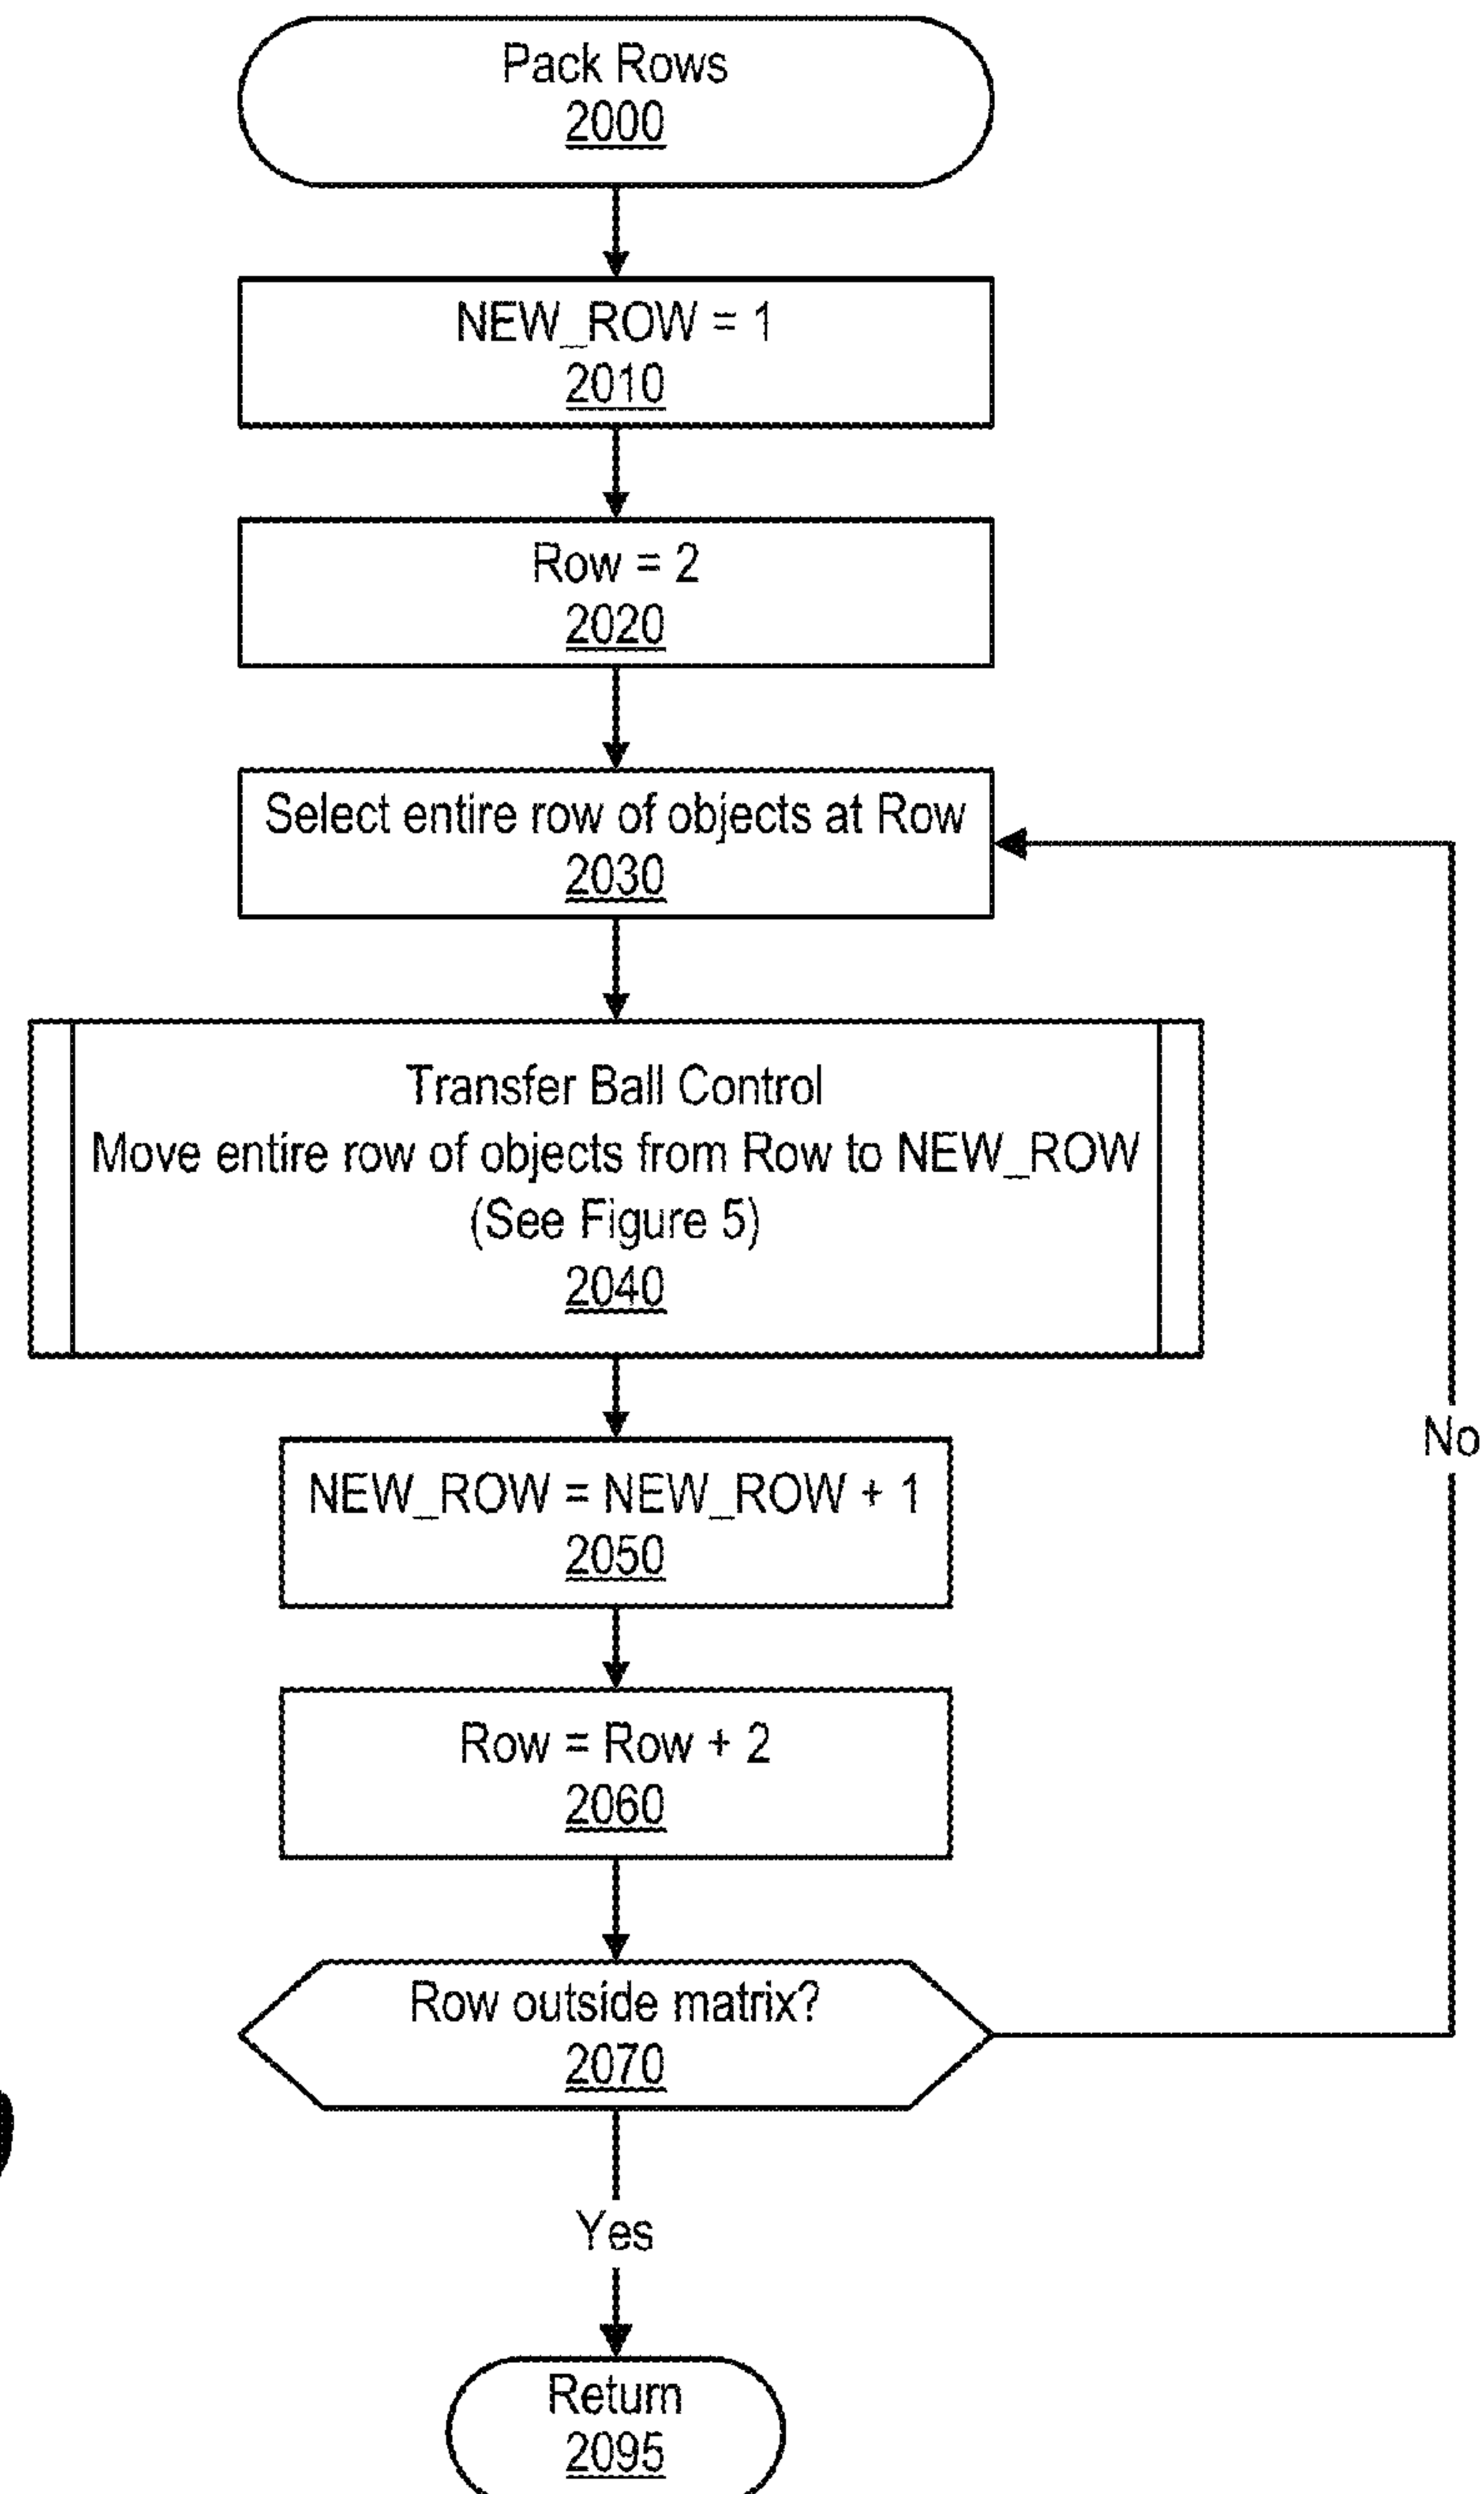 Pack Rows
2000
NEW_ROW = 1
2010
Row = 2
2020
Select entire row of objects at Row
2030
Transfer Ball Control
Move entire row of objects from Row to NEW_ROW
(See Figure 5)
2040
NEW_ROW = NEW_ROW + 1
2050
Row = Row + 2
2060
Row outside matrix?
2070
No
Yes
Return
2095